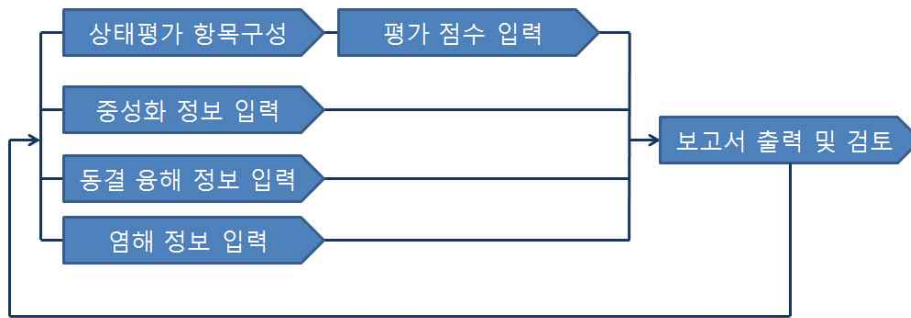 상태평가 항목구성
평가 점수 입력
중성화 정보 입력
보고서 출력 및 검토
동결 융해 정보 입력
염해 정보 입력